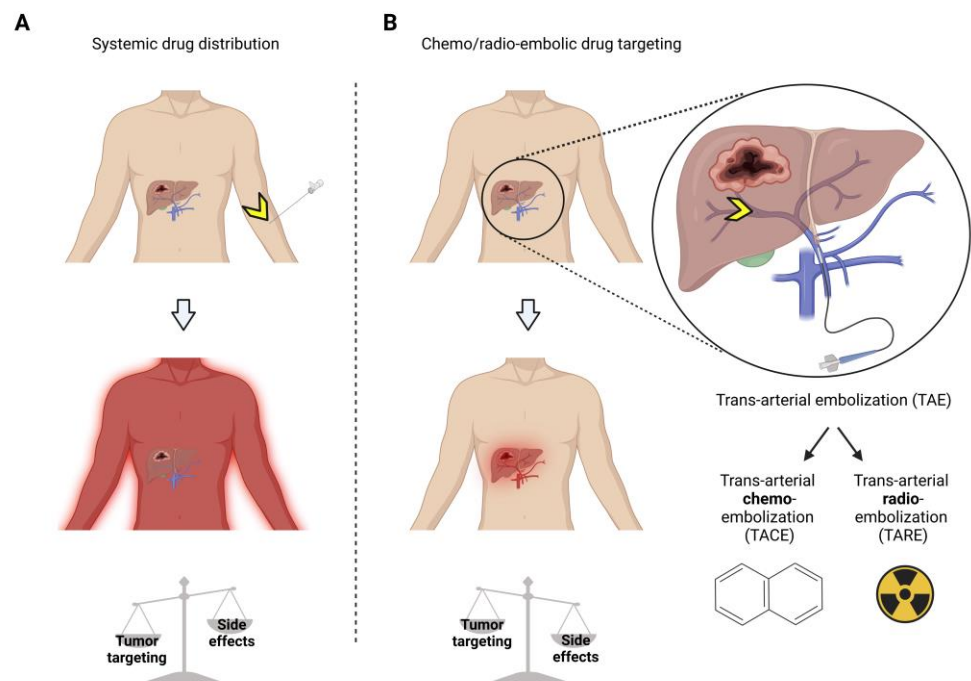 A
Systemic drug distribution
Tumor
targeting
Side
effects
B
Chemo/radio-embolic drug targeting
Tumor
targeting
Side
effects
Trans-arterial embolization (TAE)
Trans-arterial
chemo-
embolization
(TACE)
Trans-arterial
radio-
embolization
(TARE)